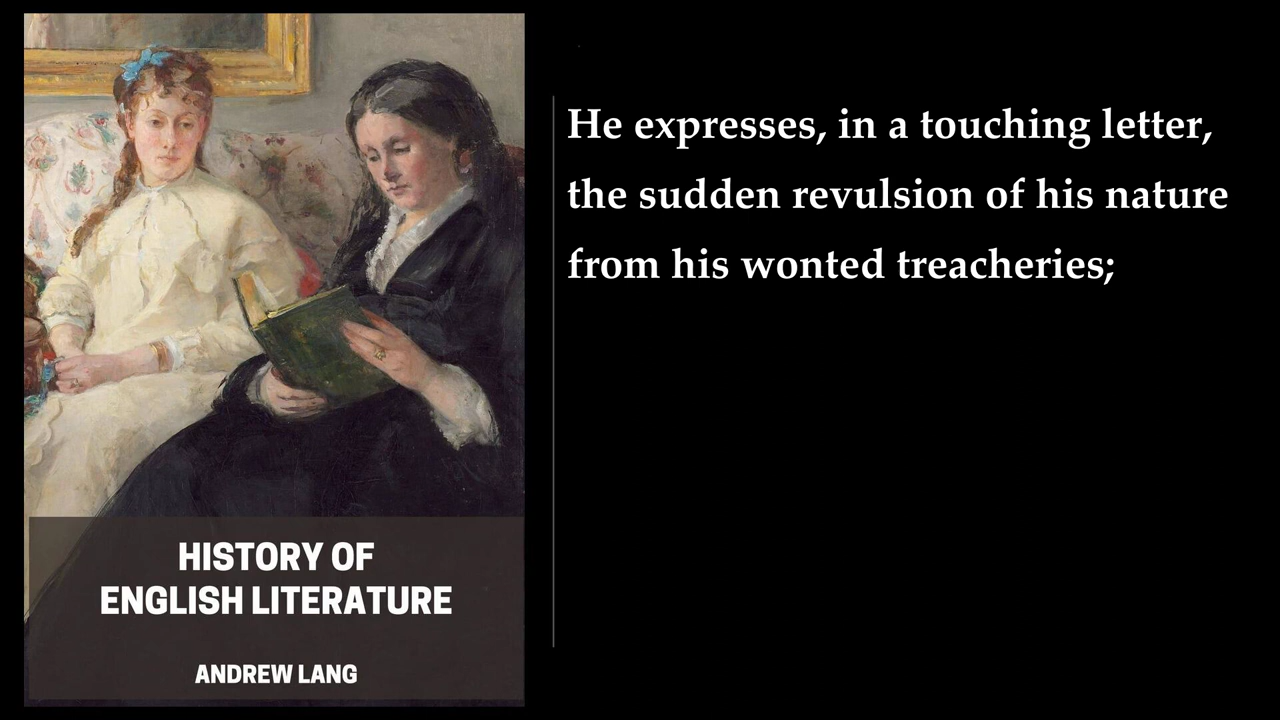 He expresses, in a touching letter,
the sudden revulsion of his nature
from his wonted treacheries;
HISTORY OF
ENGLISH LITERATURE
ANDREW LANG